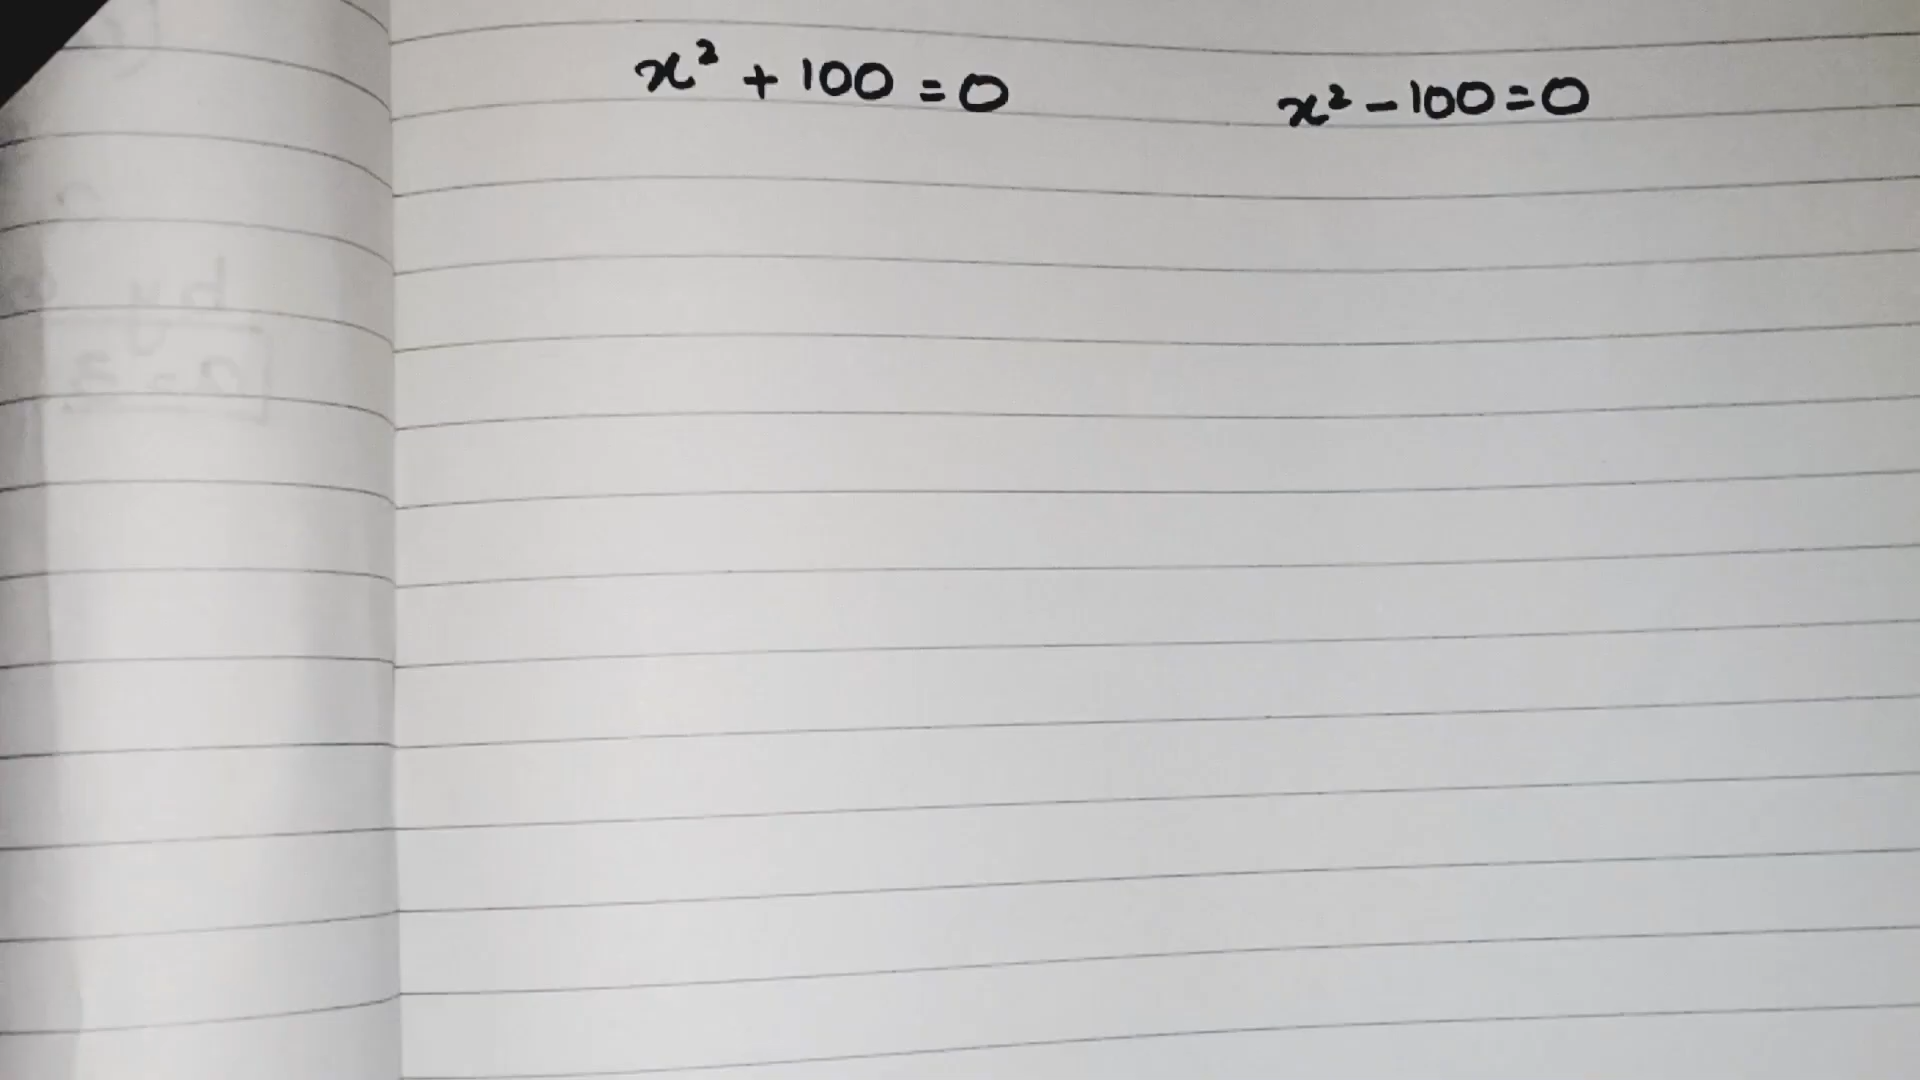 x² + 100 = 0
x² - 100 = 0